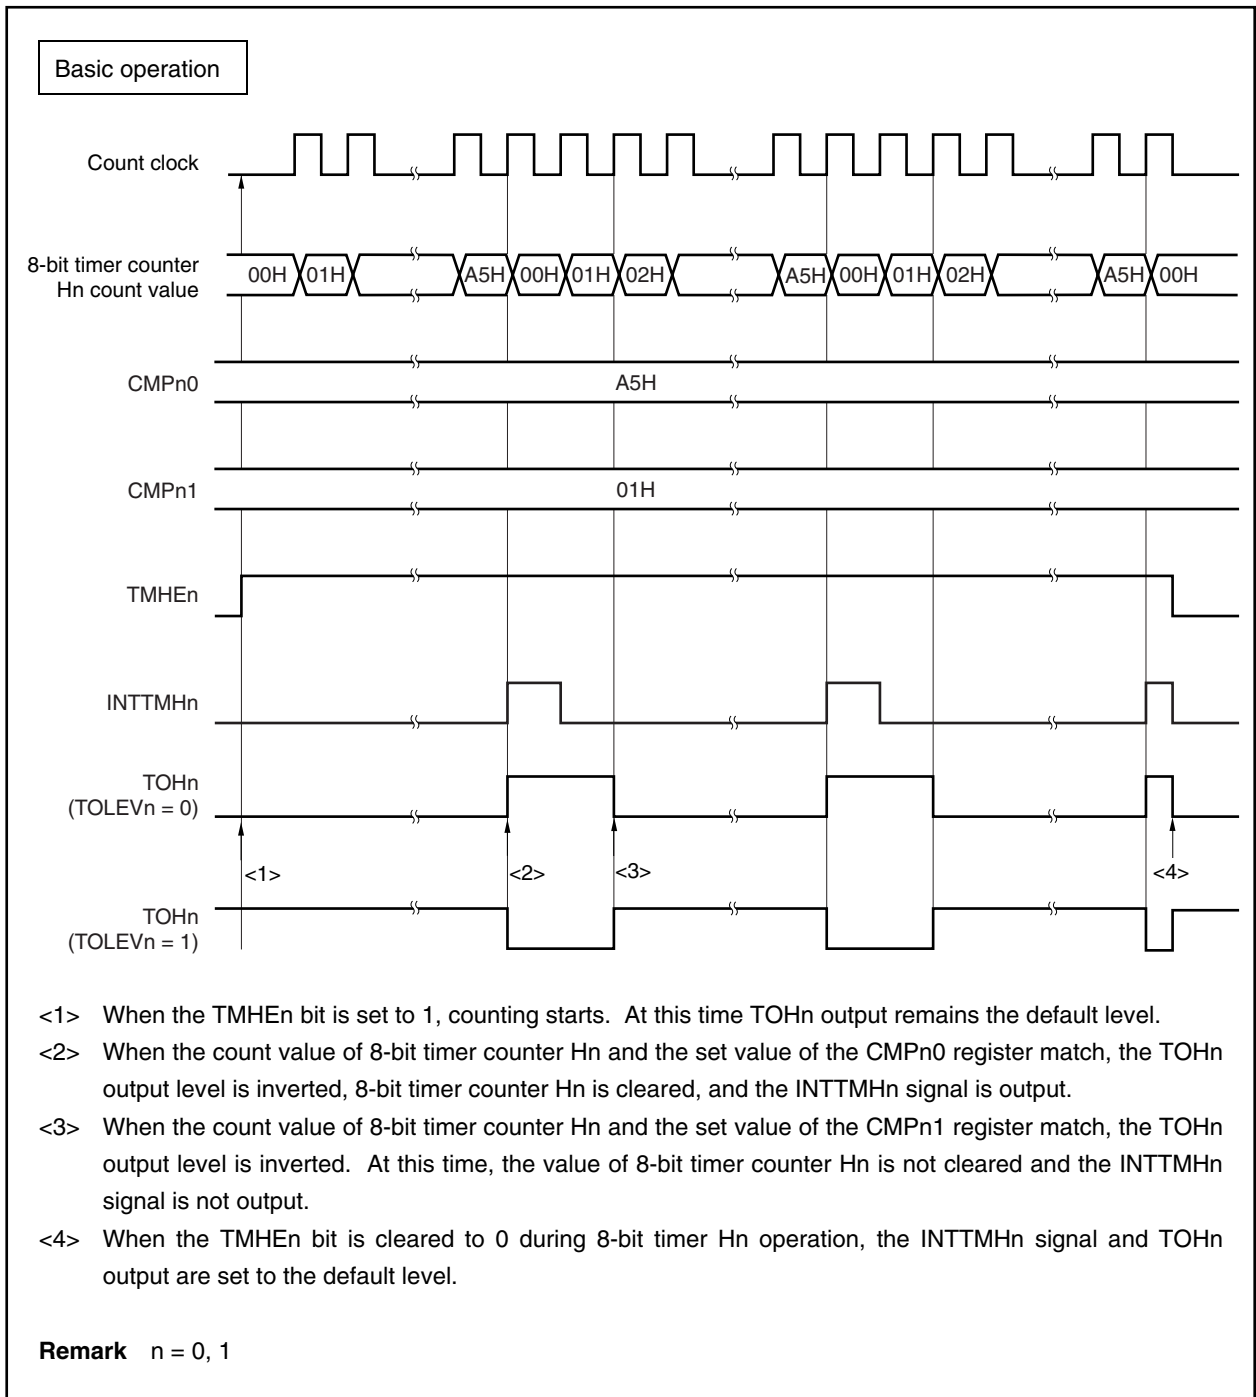 Basic operation
Count clock
8-bit timer counter
Hn count value
00H 01H A5H 00H 01H 02H A5H 00H 01H 02H A5H 00H
CMPn0
A5H
CMPn1
01H
TMHEn
INTTMHn
TOHn
(TOLEVn = 0)
<1> <2> <3> <4>
TOHn
(TOLEVn = 1)
<1> When the TMHEn bit is set to 1, counting starts. At this time TOHn output remains the default level.
<2> When the count value of 8-bit timer counter Hn and the set value of the CMPn0 register match, the TOHn
output level is inverted, 8-bit timer counter Hn is cleared, and the INTTMHn signal is output.
<3> When the count value of 8-bit timer counter Hn and the set value of the CMPn1 register match, the TOHn
output level is inverted. At this time, the value of 8-bit timer counter Hn is not cleared and the INTTMHn
signal is not output.
<4> When the TMHEn bit is cleared to 0 during 8-bit timer Hn operation, the INTTMHn signal and TOHn
output are set to the default level.
Remark n = 0, 1